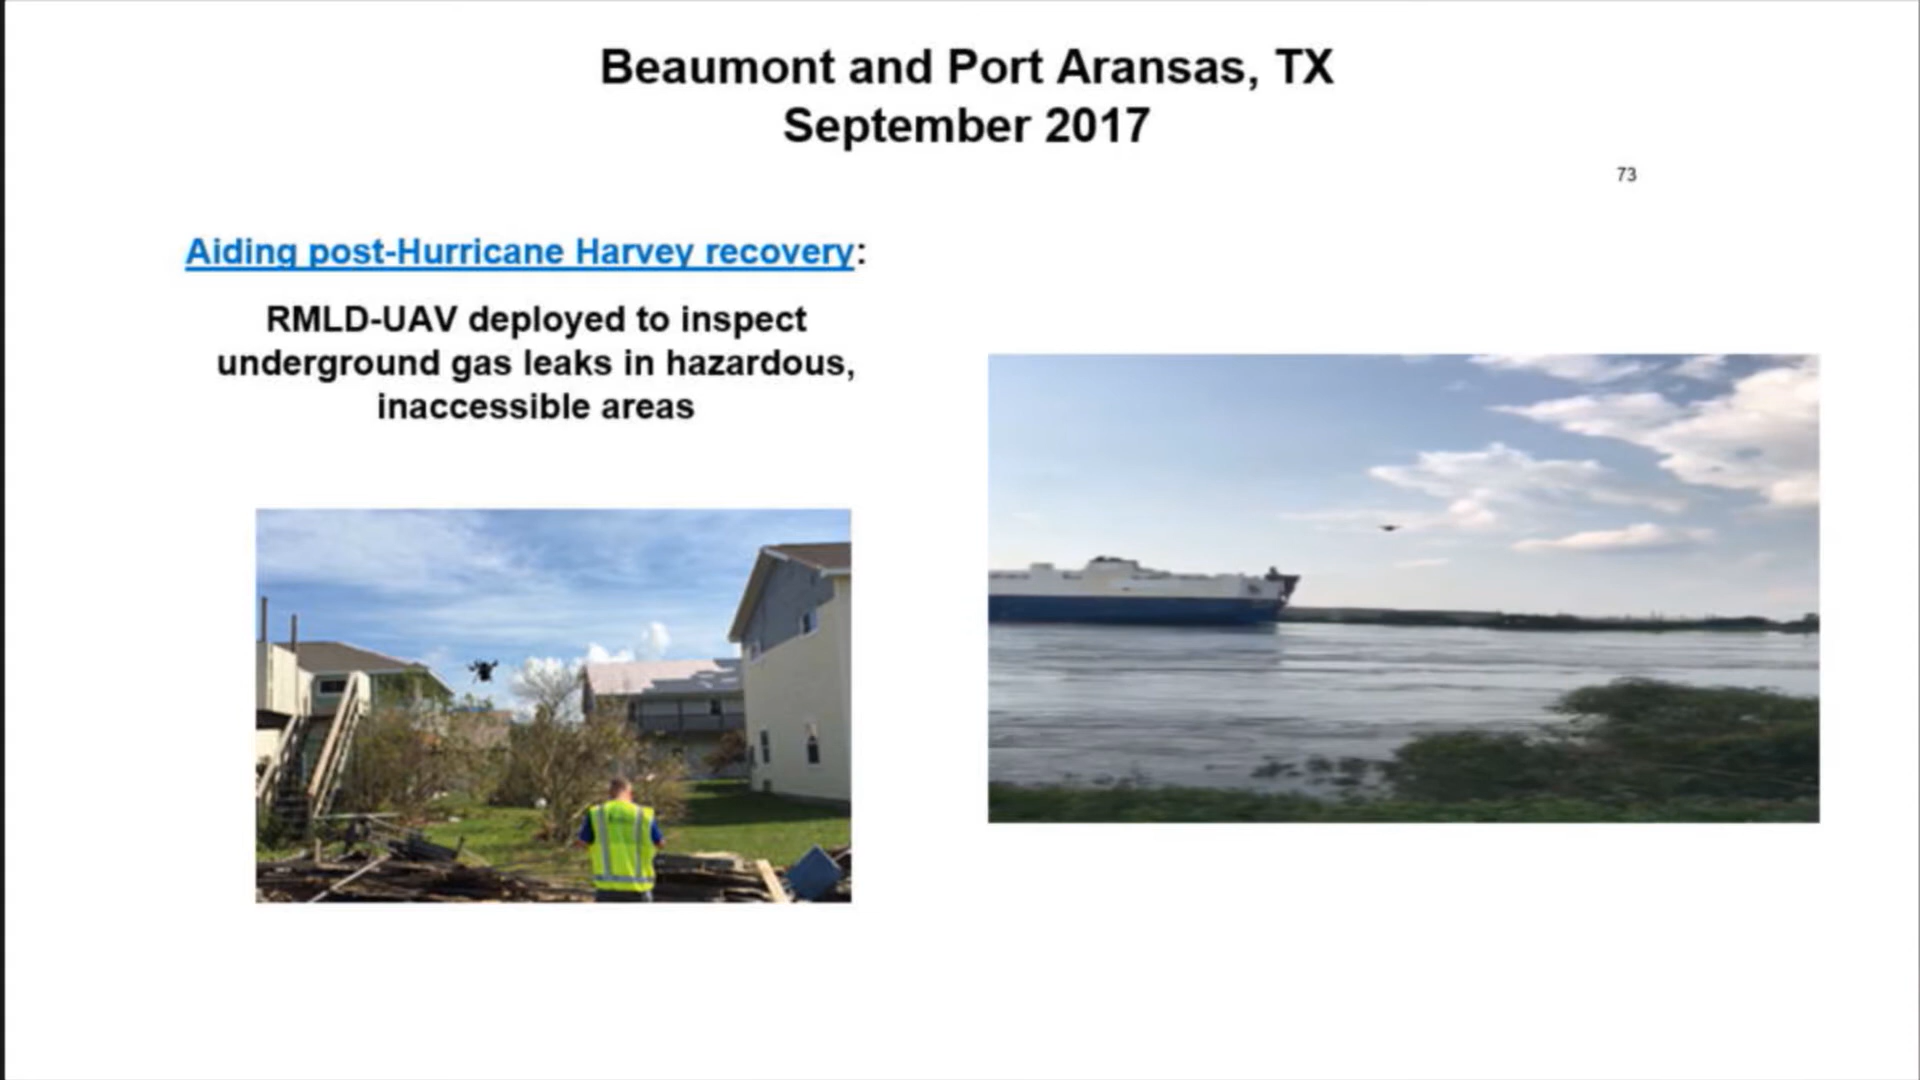 Beaumont and Port Aransas, TX
September 2017
73
Aiding post-Hurricane Harvey recovery:
RMLD-UAV deployed to inspect
underground gas leaks in hazardous,
inaccessible areas